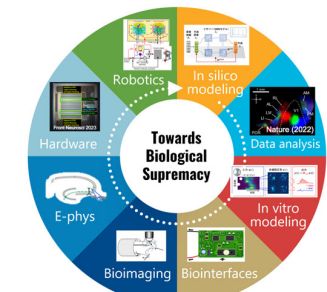 Robotics
In silico
modeling
Nature (2022)
Data analysis
In vitro
modeling
Biointerfaces
Bioimaging
E-phys
Front Neurosci 2023
Hardware
Towards
Biological
Supremacy